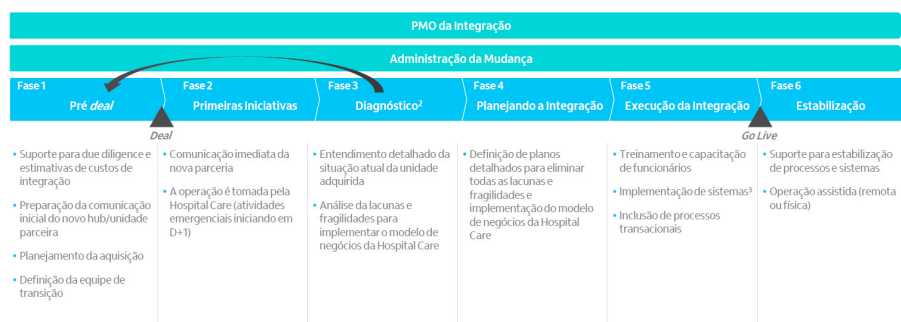 PMO da Integração
Administração da Mudança
Fase 1
Pré deal
Fase 2
Primeiras Iniciativas
Fase 3
Diagnóstico²
Fase 4
Planejando a Integração
Fase 5
Execução da Integração
Fase 6
Estabilização
Deal
Go Live
• Suporte para due diligence e
estimativas de custos de
integração
• Preparação da comunicação
inicial do novo hub/unidade
parceira
• Planejamento da aquisição
• Definição da equipe de
transição
• Comunicação imediata da
nova parceria
• A operação é tomada pela
Hospital Care (atividades
emergenciais iniciando em
D+1)
• Entendimento detalhado da
situação atual da unidade
adquirida
• Análise da lacunas e
fragilidades para
implementar o modelo de
negócios da Hospital Care
• Definição de planos
detalhados para eliminar
todas as lacunas e
fragilidades e
implementação do modelo
de negócios da Hospital
Care
• Treinamento e capacitação
de funcionários
• Implementação de sistemas³
• Inclusão de processos
transacionais
• Suporte para estabilização
de processos e sistemas
• Operação assistida (remota
ou física)